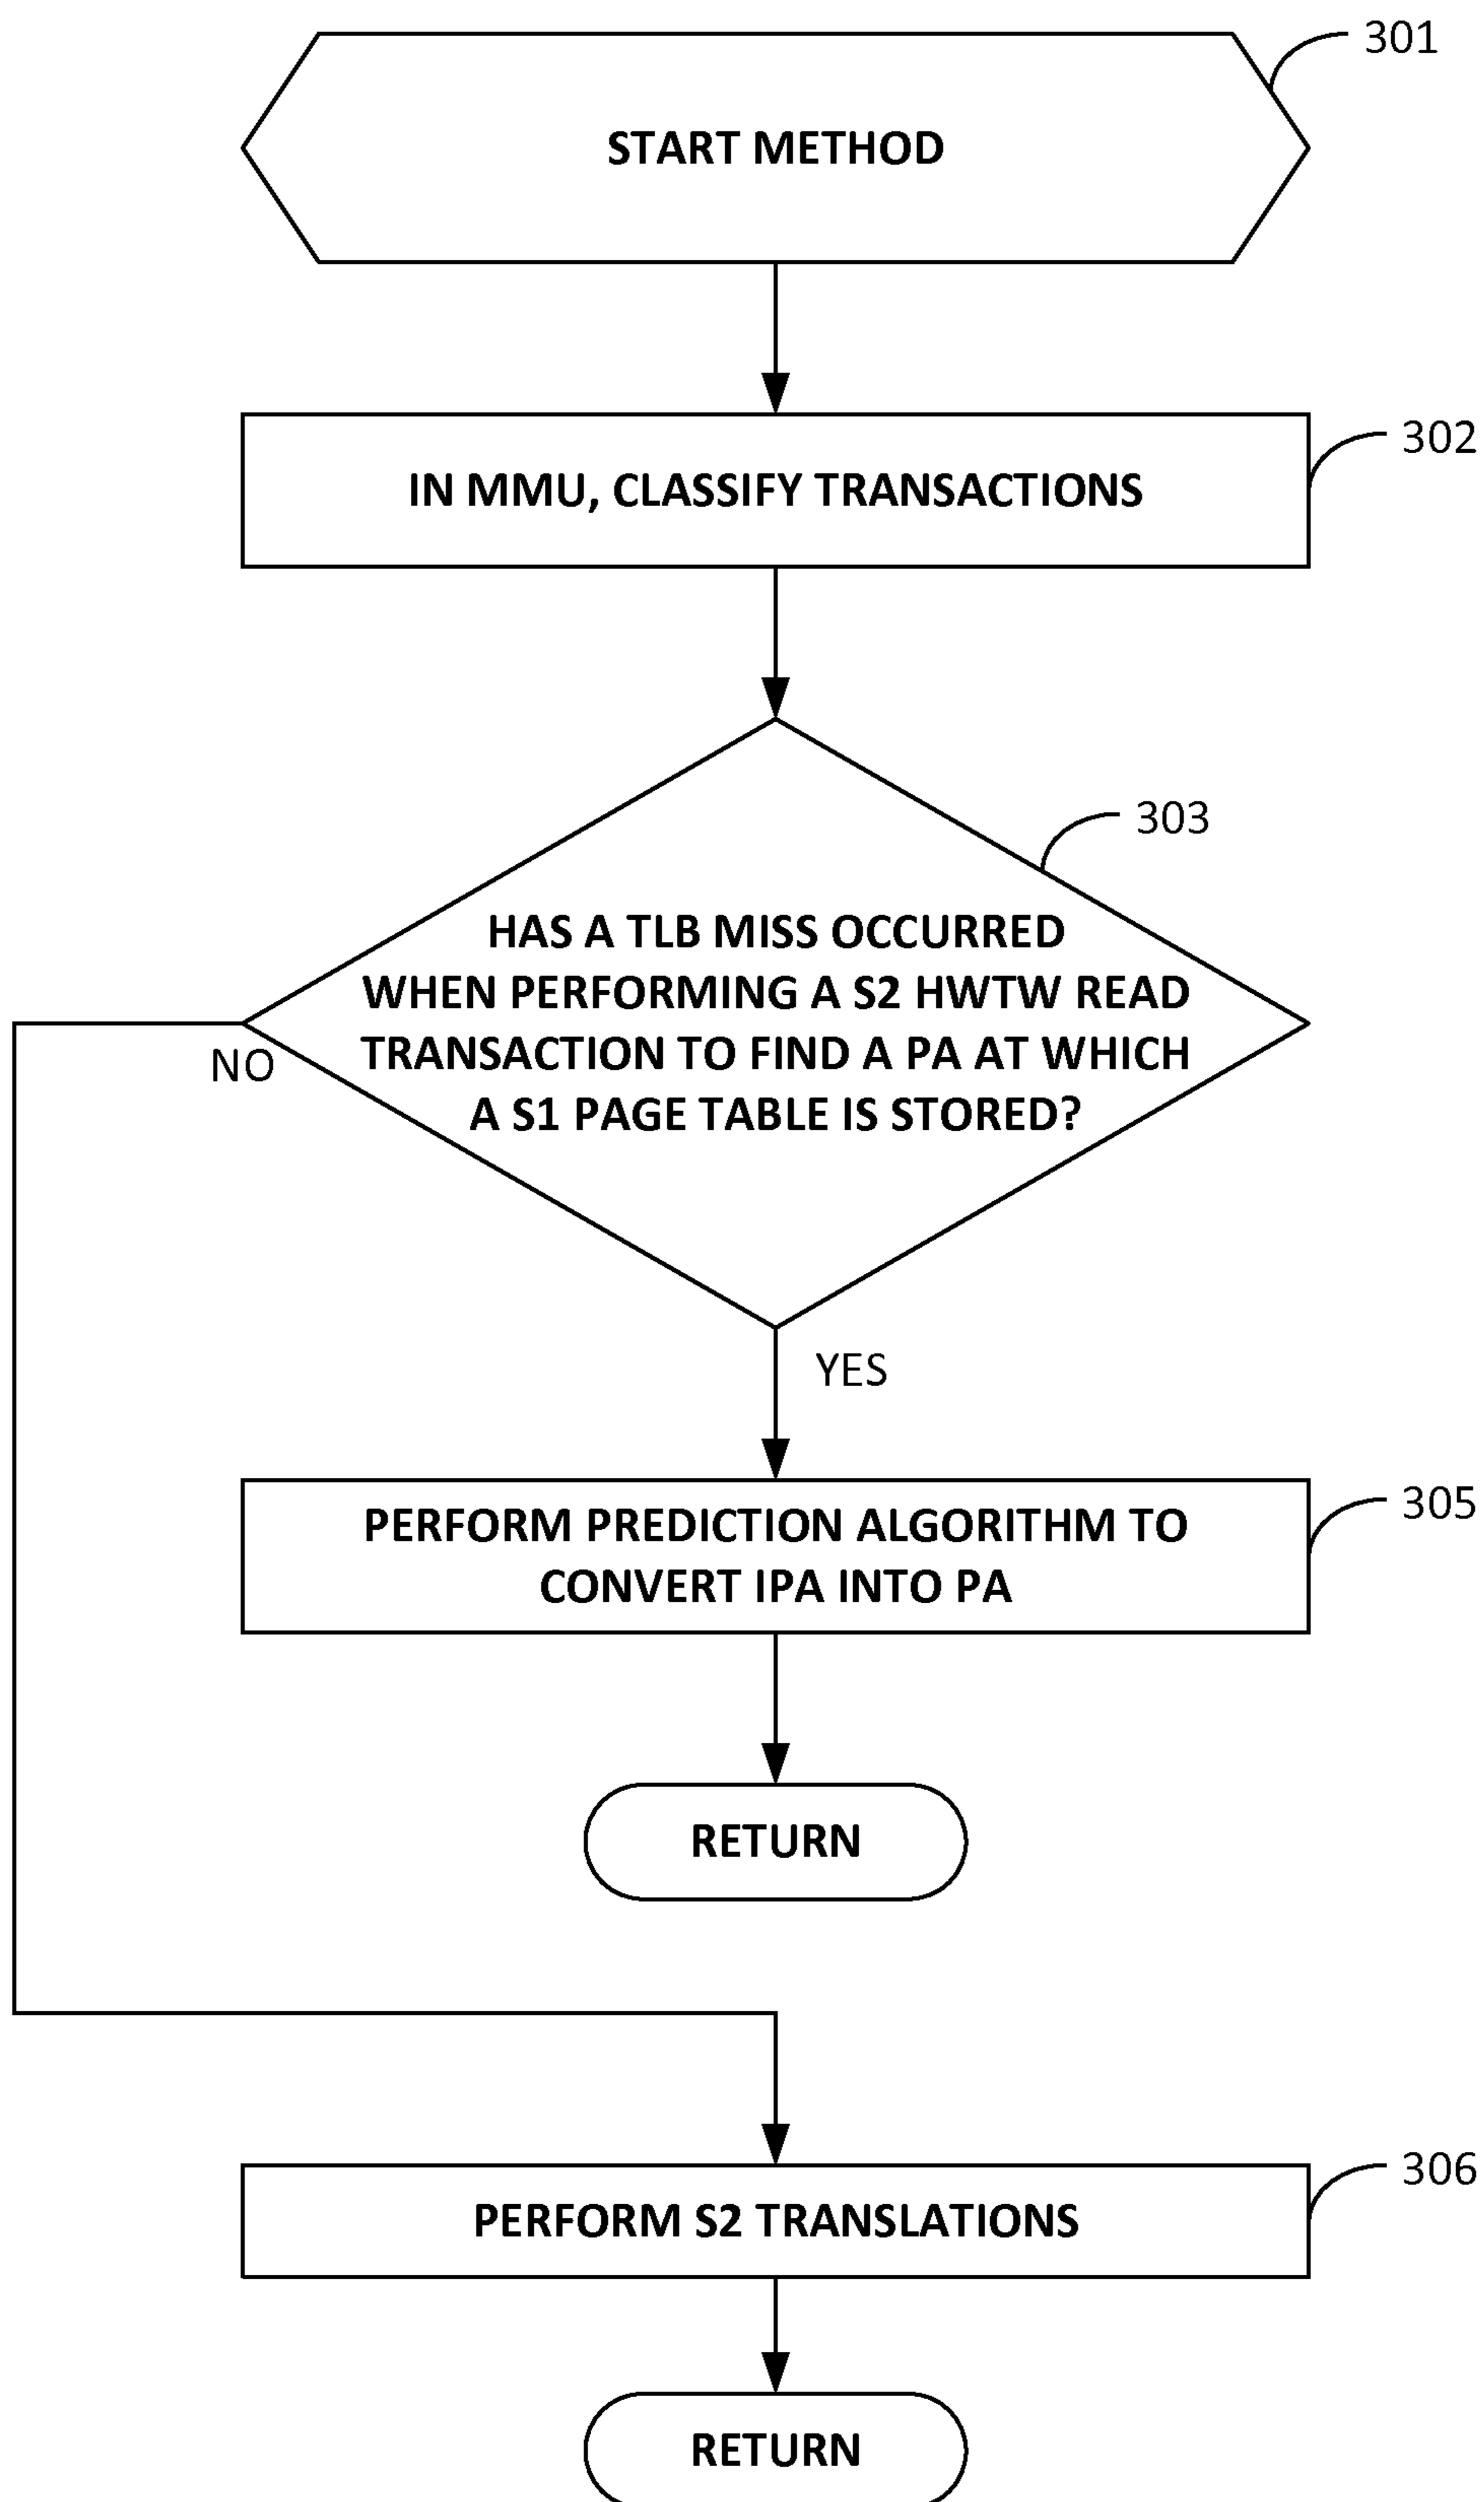 301
START METHOD
302
IN MMU, CLASSIFY TRANSACTIONS
303
HAS A TLB MISS OCCURRED
WHEN PERFORMING A S2 HWTW READ
TRANSACTION TO FIND A PA AT WHICH
A S1 PAGE TABLE IS STORED?
NO
YES
305
PERFORM PREDICTION ALGORITHM TO
CONVERT IPA INTO PA
RETURN
306
PERFORM S2 TRANSLATIONS
RETURN